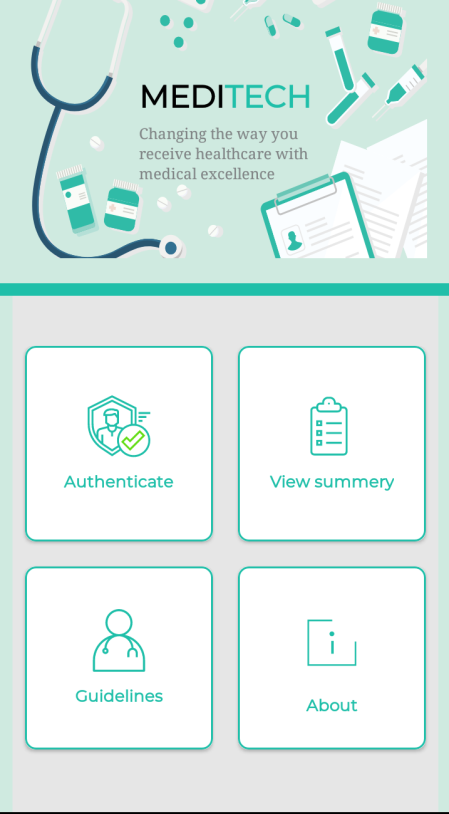 MEDITECH
Changing the way you
receive healthcare with
medical excellence
Authenticate
View summery
Guidelines
About